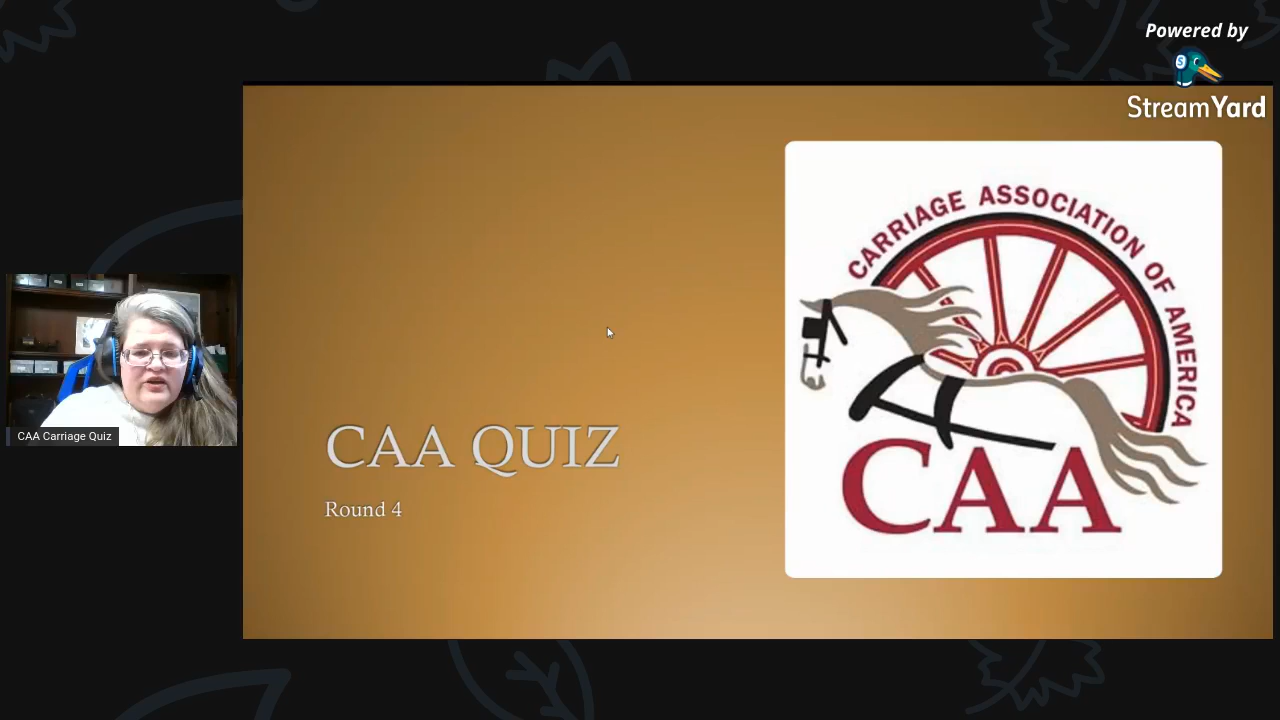 Powered by
StreamYard
CARRIAGE ASSOCIATION OF AMERICA
CAA
CAA QUIZ
Round 4
CAA Carriage Quiz